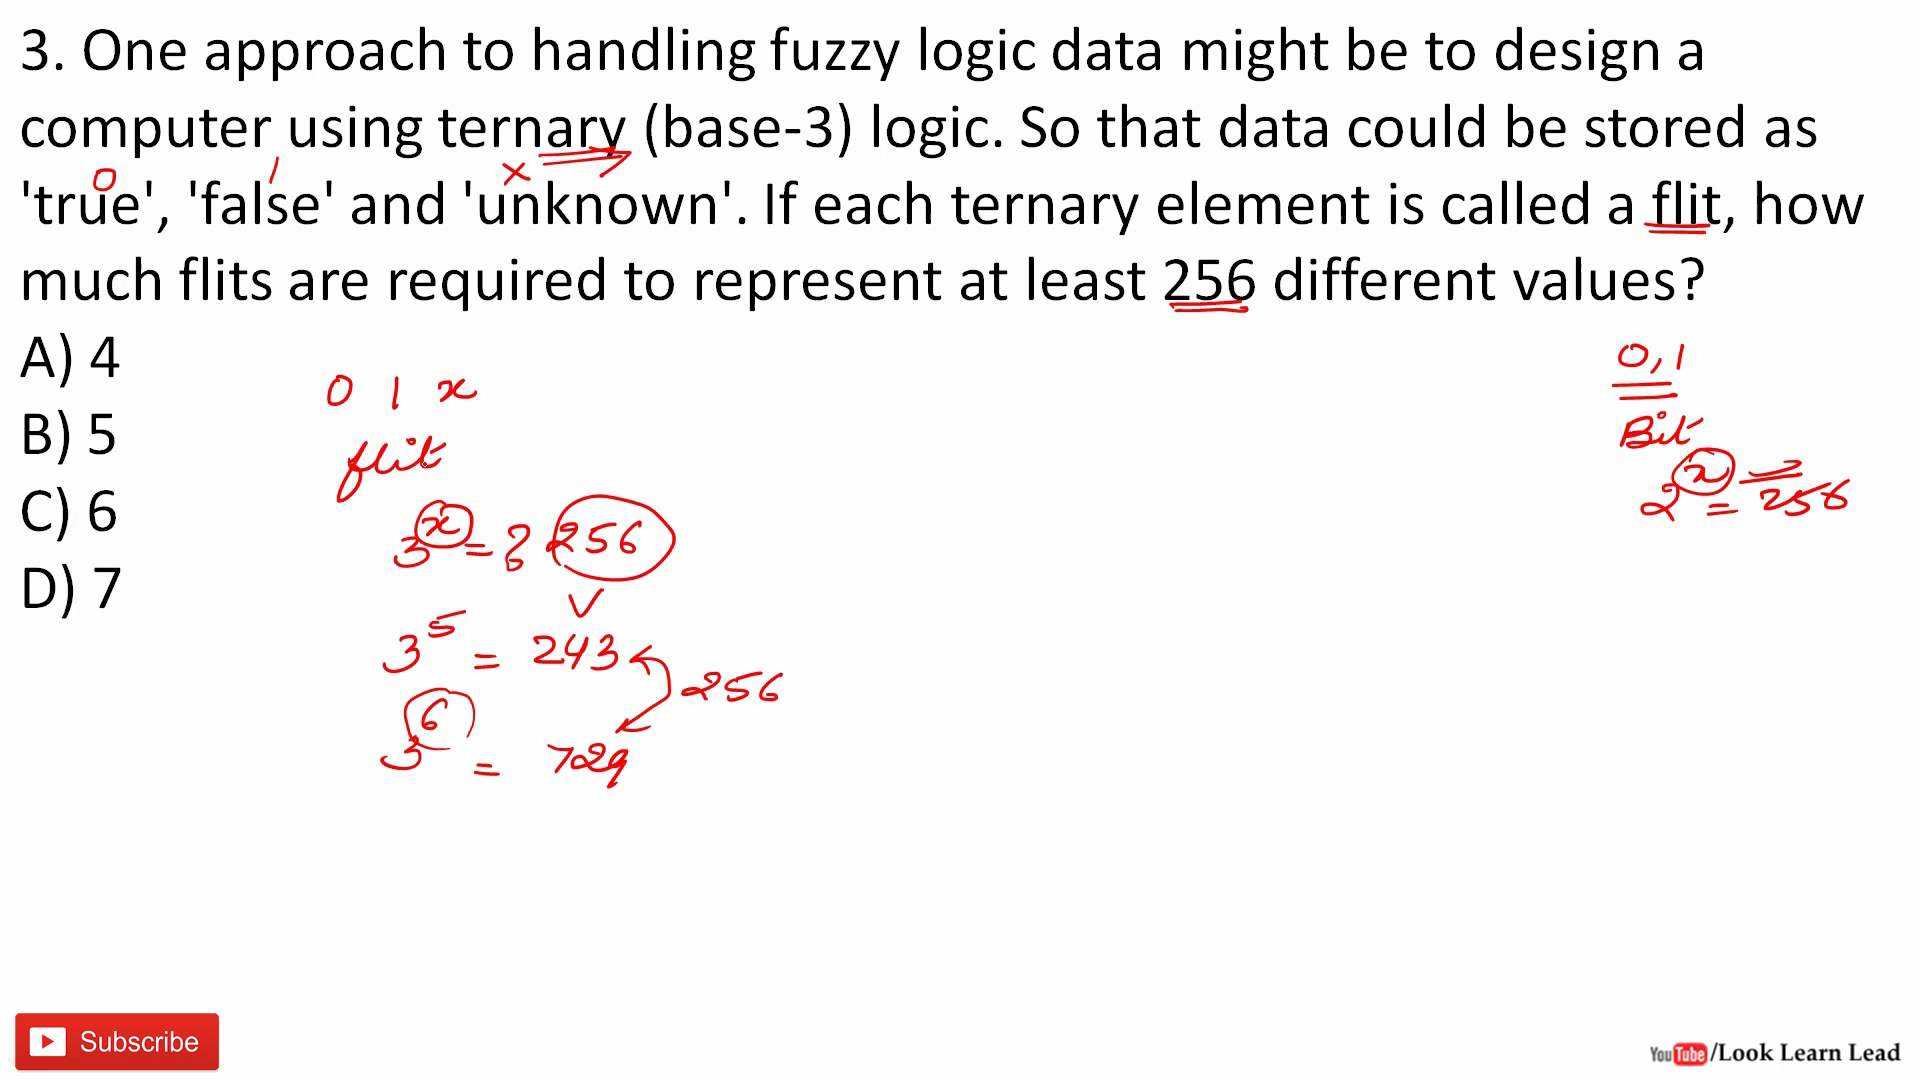 3. One approach to handling fuzzy logic data might be to design a
computer using ternary (base-3) logic. So that data could be stored as
0 1 x
'true', 'false' and 'unknown'. If each ternary element is called a flit, how
much flits are required to represent at least 256 different values?
A) 4
B) 5
C) 6
D) 7
0 1 x
flit
3^x = ? 256
3^5 = 243
256
3^6 = 729
0, 1
Bit
2^x = 256
Subscribe
YouTube /Look Learn Lead